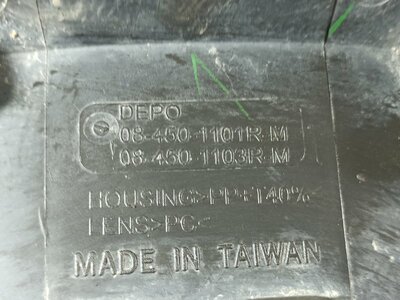 DEPO
08-450-1101R-M
08-450-1103R-M
HOUSING>PP+T40%<
LENS>PC<
MADE IN TAIWAN